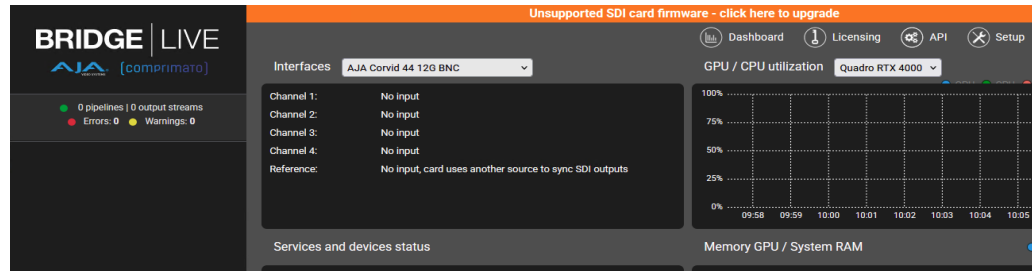 Unsupported SDI card firmware - click here to upgrade
BRIDGE LIVE
AJA VIDEO SYSTEMS [comprimato]
Dashboard Licensing API Setup
Interfaces AJA Corvid 44 12G BNC
GPU / CPU utilization Quadro RTX 4000
0 pipelines | 0 output streams
Errors: 0 Warnings: 0
Channel 1: No input
Channel 2: No input
Channel 3: No input
Channel 4: No input
Reference: No input, card uses another source to sync SDI outputs
100%
75%
50%
25%
0%
09:58 09:59 10:00 10:01 10:02 10:03 10:04 10:05
Services and devices status
Memory GPU / System RAM